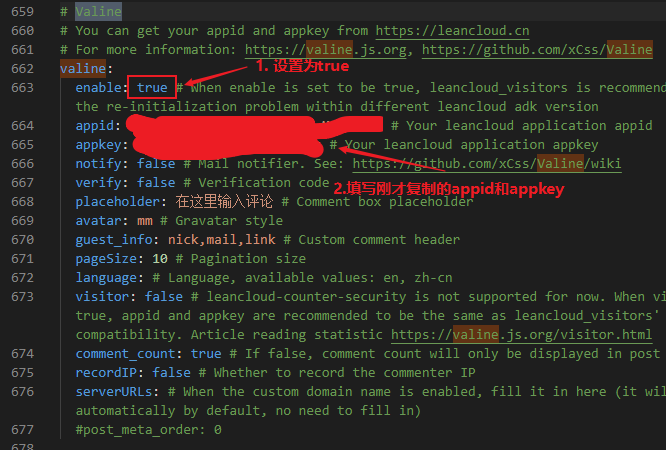 659 # Valine
660 # You can get your appid and appkey from https://leancloud.cn
661 # For more information: https://valine.js.org, https://github.com/xCss/Valine
662 valine:
1. 设置为true
663 enable: true # When enable is set to be true, leancloud_visitors is recommend
the re-initialization problem within different leancloud adk version
664 appid: # Your leancloud application appid
665 appkey: # Your leancloud application appkey
666 notify: false # Mail notifier. See: https://github.com/xCss/Valine/wiki
667 verify: false # Verification code
2.填写刚才复制的appid和appkey
668 placeholder: 在这里输入评论 # Comment box placeholder
669 avatar: mm # Gravatar style
670 guest_info: nick,mail,link # Custom comment header
671 pageSize: 10 # Pagination size
672 language: # Language, available values: en, zh-cn
673 visitor: false # leancloud-counter-security is not supported for now. When vi
true, appid and appkey are recommended to be the same as leancloud_visitors'
compatibility. Article reading statistic https://valine.js.org/visitor.html
674 comment_count: true # If false, comment count will only be displayed in post
675 recordIP: false # Whether to record the commenter IP
676 serverURLs: # When the custom domain name is enabled, fill it in here (it wil
automatically by default, no need to fill in)
677 #post_meta_order: 0
678